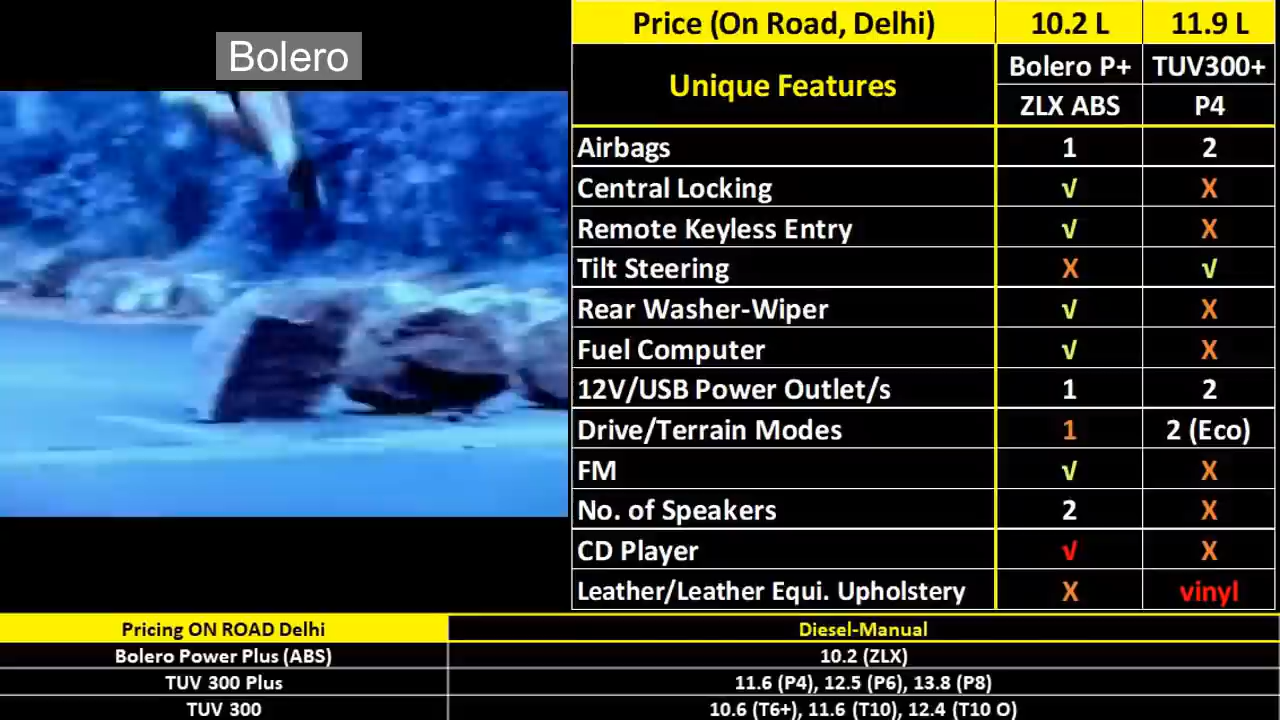 Bolero
Price (On Road, Delhi) 10.2 L 11.9 L
Unique Features Bolero P+ TUV300+
ZLX ABS P4
Airbags 1 2
Central Locking √ X
Remote Keyless Entry √ X
Tilt Steering X √
Rear Washer-Wiper √ X
Fuel Computer √ X
12V/USB Power Outlet/s 1 2
Drive/Terrain Modes 1 2 (Eco)
FM √ X
No. of Speakers 2 X
CD Player √ X
Leather/Leather Equi. Upholstery X vinyl
Pricing ON ROAD Delhi Diesel-Manual
Bolero Power Plus (ABS) 10.2 (ZLX)
TUV 300 Plus 11.6 (P4), 12.5 (P6), 13.8 (P8)
TUV 300 10.6 (T6+), 11.6 (T10), 12.4 (T10 O)